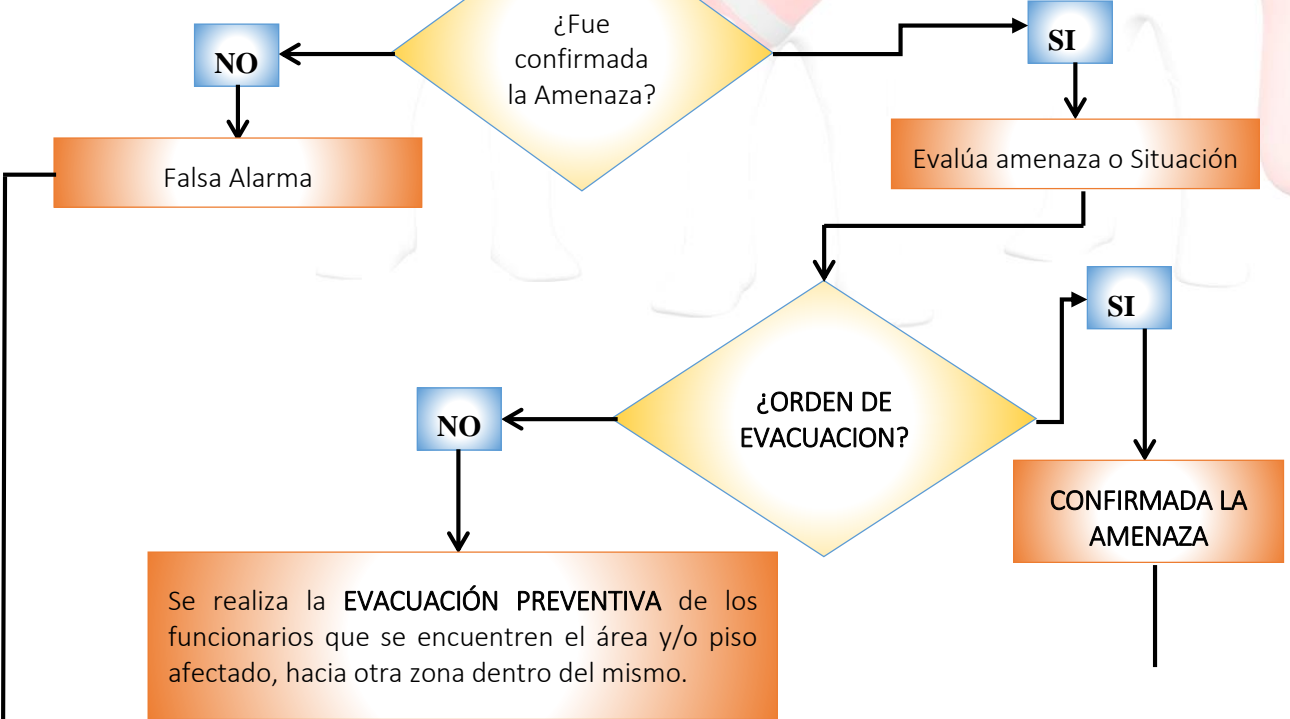 ¿Fue
confirmada
la Amenaza?
NO
SI
Falsa Alarma
Evalúa amenaza o Situación
SI
¿ORDEN DE
EVACUACION?
NO
CONFIRMADA LA
AMENAZA
Se realiza la EVACUACIÓN PREVENTIVA de los
funcionarios que se encuentren el área y/o piso
afectado, hacia otra zona dentro del mismo.